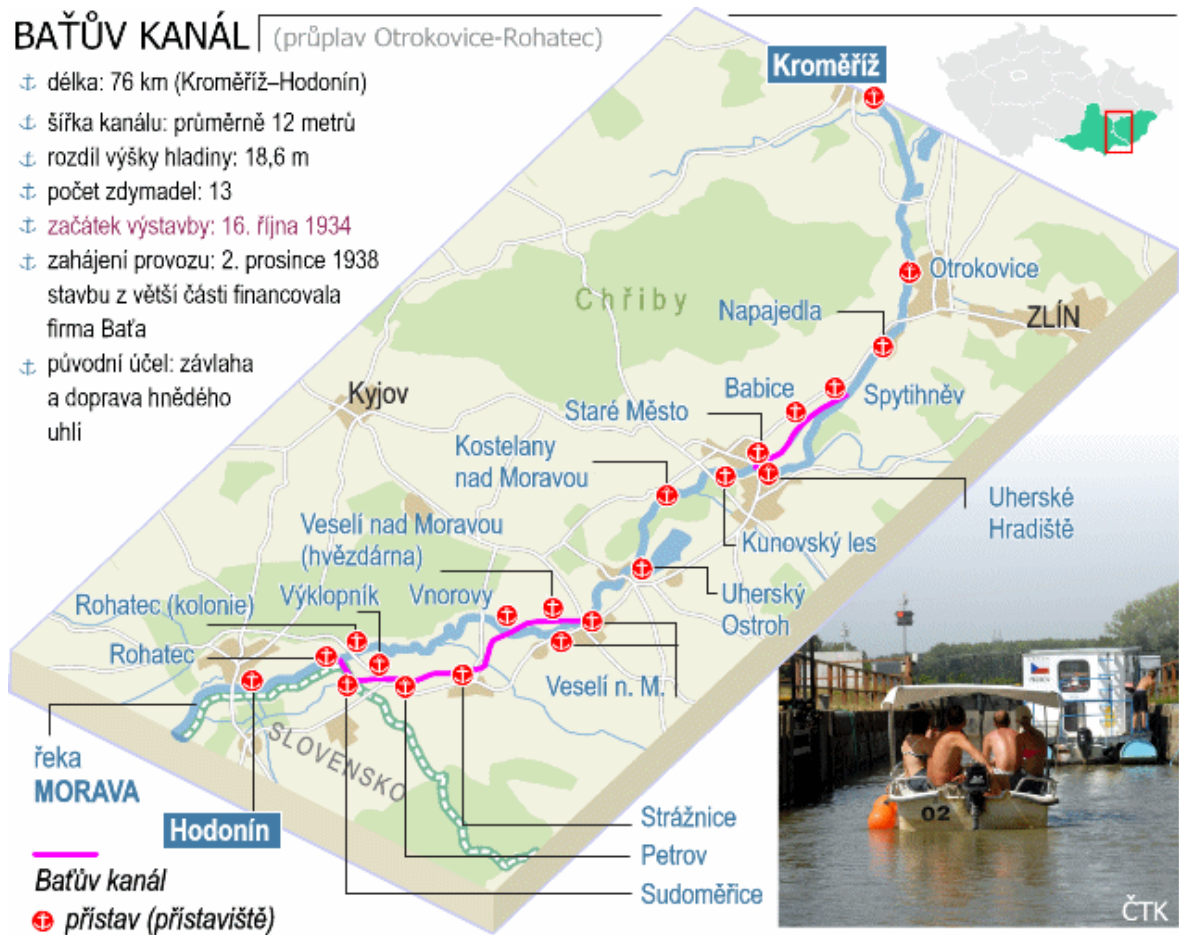 BAŤŮV KANÁL (průplav Otrokovice-Rohatec)
délka: 76 km (Kroměříž–Hodonín)
šířka kanálu: průměrně 12 metrů
rozdíl výšky hladiny: 18,6 m
počet zdymadel: 13
začátek výstavby: 16. října 1934
zahájení provozu: 2. prosince 1938
stavbu z větší části financovala
firma Baťa
původní účel: závlaha
a doprava hnědého
uhlí
Kroměříž
Otrokovice
Chřiby
Napajedla
ZLÍN
Kyjov
Babice
Spytihněv
Staré Město
Kostelany
nad Moravou
Uherské
Hradiště
Veselí nad Moravou
(hvězdárna)
Kunovský les
Výklopník
Vnorovy
Uherský
Ostroh
Rohatec (kolonie)
Rohatec
Veselí n. M.
SLOVENSKO
řeka
MORAVA
Hodonín
Strážnice
Petrov
Sudoměřice
Baťův kanál
přístav (přístaviště)
02
ČTK